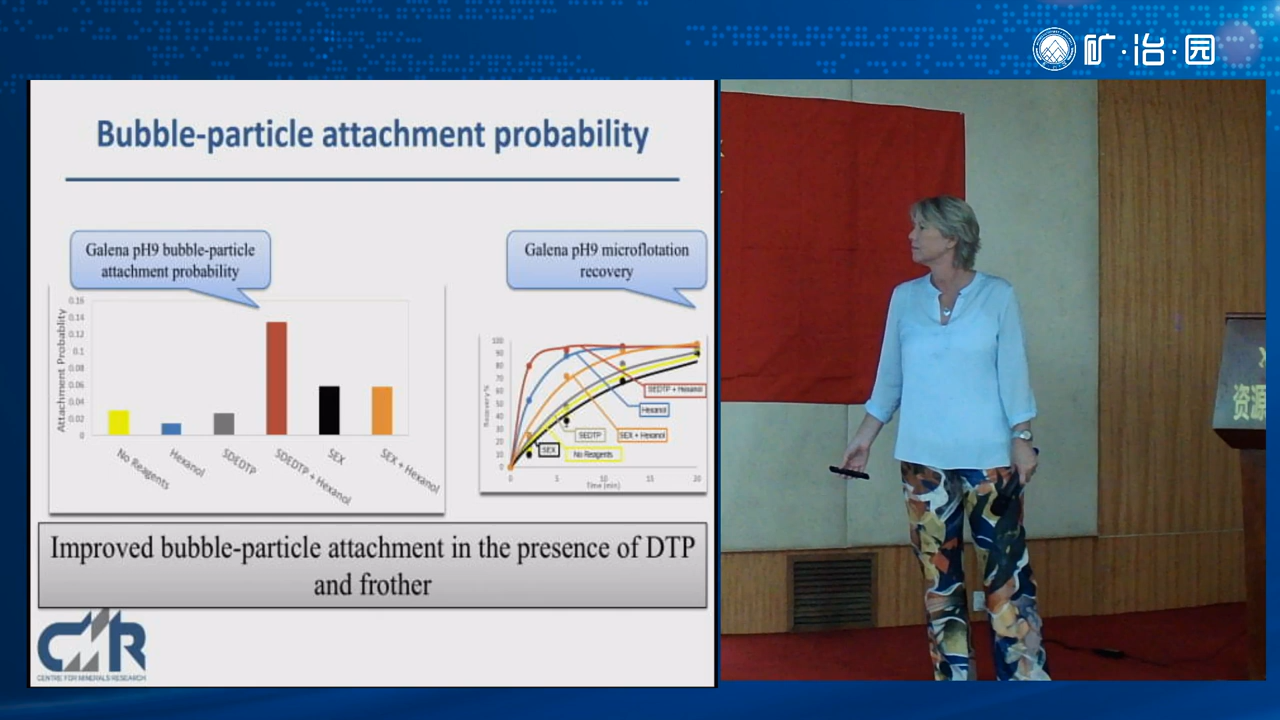 矿·冶·园
Bubble-particle attachment probability
Galena pH9 bubble-particle
attachment probability
Galena pH9 microflotation
recovery
Attachment Probablity
0.16
0.14
0.12
0.1
0.08
0.06
0.04
0.02
0
No Reagents
Hexanol
SDEDTP
SDEDTP + Hexanol
SEX
SEX + Hexanol
Recovery%
100
90
80
70
60
50
40
30
20
10
0
0
5
10
15
20
Time (min)
SEDTP + Hexanol
Hexanol
SEDTP
SEX + Hexanol
SEX
No Reagents
Improved bubble-particle attachment in the presence of DTP
and frother
CMR
CENTRE FOR MINERALS RESEARCH
资源